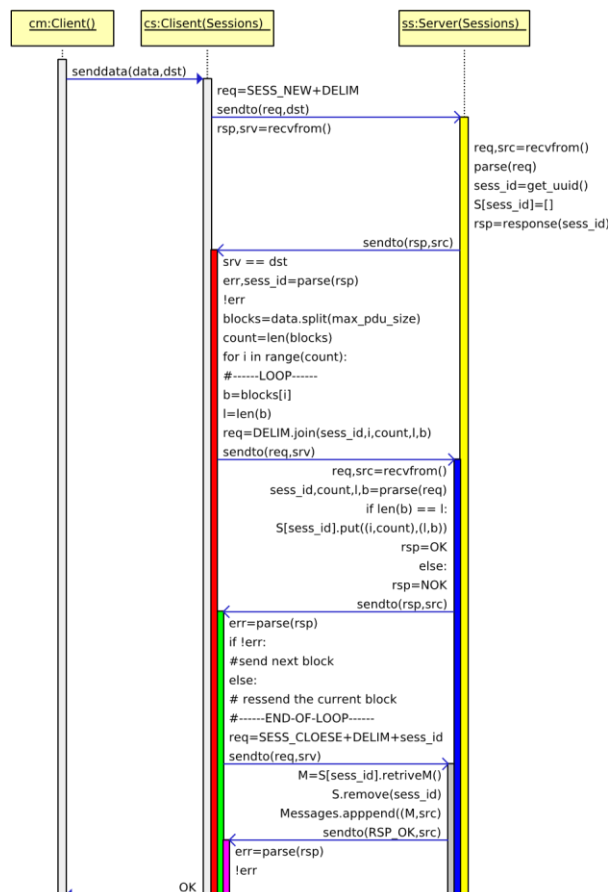 cm:Client()
cs:Clisent(Sessions)
ss:Server(Sessions)
senddata(data,dst)
req=SESS_NEW+DELIM
sendto(req,dst)
rsp,srv=recvfrom()
req,src=recvfrom()
parse(req)
sess_id=get_uuid()
S[sess_id]=[]
rsp=response(sess_id)
sendto(rsp,src)
srv == dst
err,sess_id=parse(rsp)
!err
blocks=data.split(max_pdu_size)
count=len(blocks)
for i in range(count):
#------LOOP------
b=blocks[i]
l=len(b)
req=DELIM.join(sess_id,i,count,l,b)
sendto(req,srv)
req,src=recvfrom()
sess_id,count,l,b=prarse(req)
if len(b) == l:
S[sess_id].put((i,count),(l,b))
rsp=OK
else:
rsp=NOK
sendto(rsp,src)
err=parse(rsp)
if !err:
#send next block
else:
# ressend the current block
#------END-OF-LOOP------
req=SESS_CLOESE+DELIM+sess_id
sendto(req,srv)
M=S[sess_id].retriveM()
S.remove(sess_id)
Messages.apppend((M,src)
sendto(RSP_OK,src)
err=parse(rsp)
!err
OK